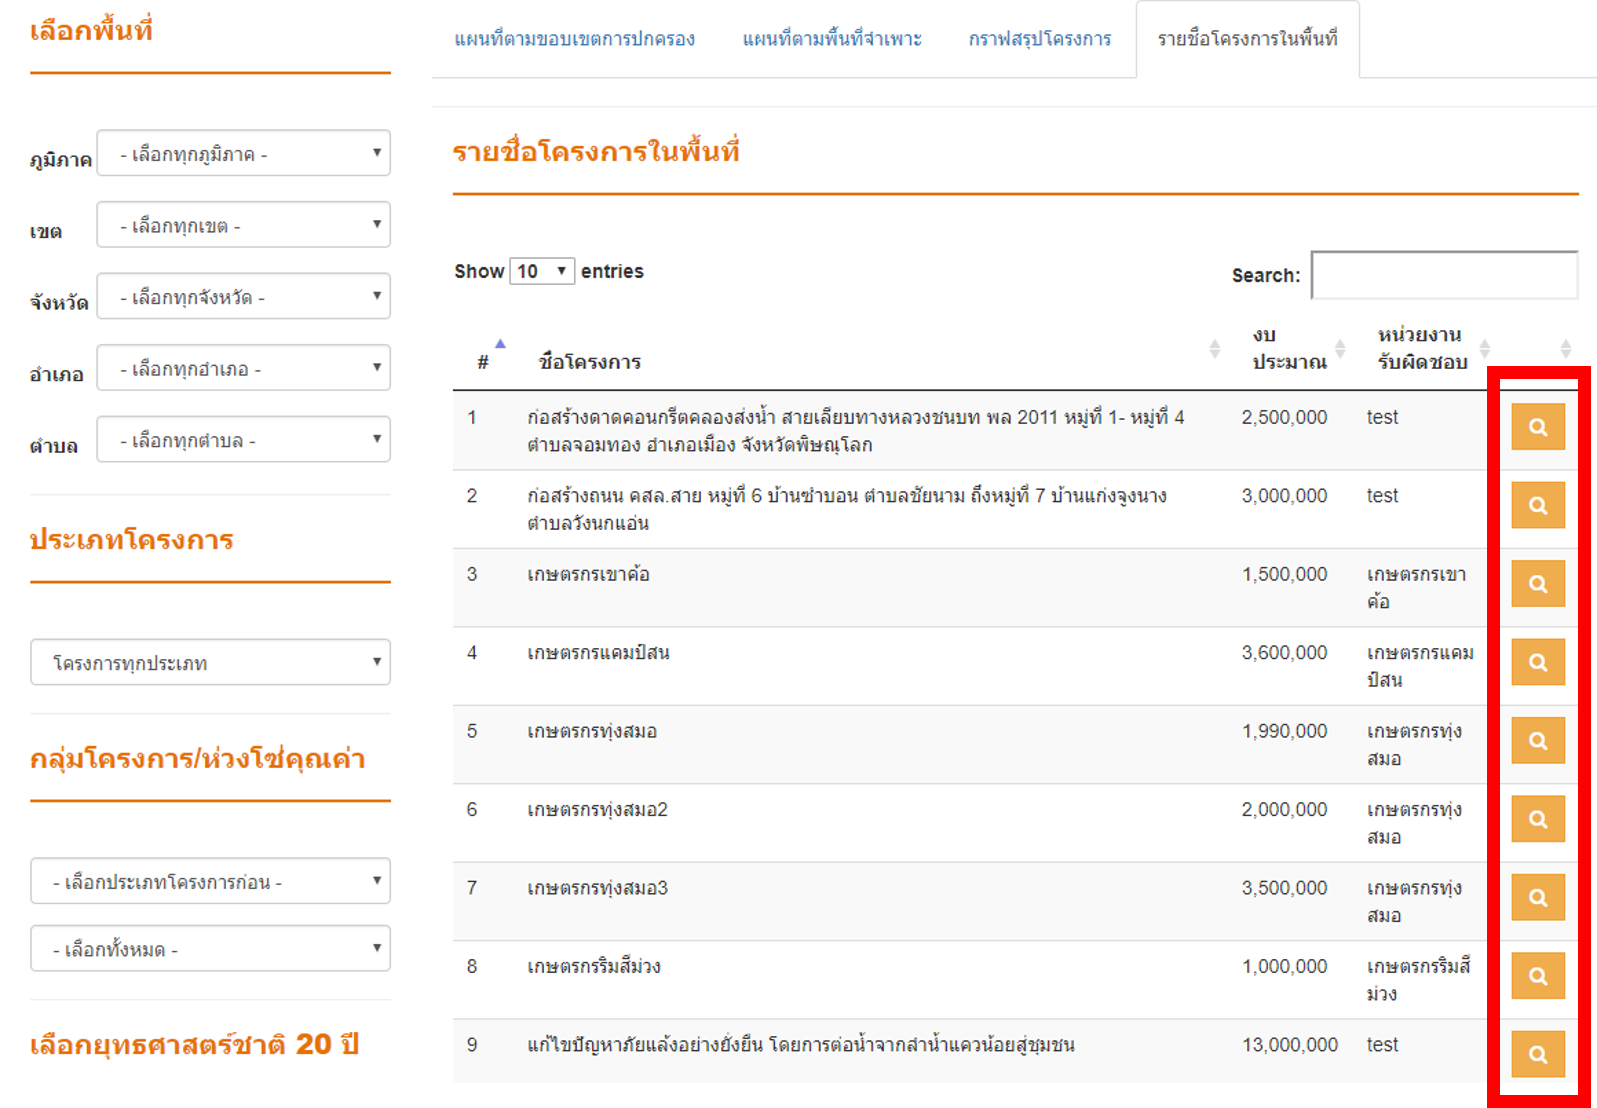 เลือกพื้นที่
ภูมิภาค - เลือกทุกภูมิภาค -
เขต - เลือกทุกเขต -
จังหวัด - เลือกทุกจังหวัด -
อำเภอ - เลือกทุกอำเภอ -
ตำบล - เลือกทุกตำบล -
ประเภทโครงการ
โครงการทุกประเภท
กลุ่มโครงการ/ห่วงโซ่คุณค่า
- เลือกประเภทโครงการก่อน -
- เลือกทั้งหมด -
เลือกยุทธศาสตร์ชาติ 20 ปี
แผนที่ตามขอบเขตการปกครอง แผนที่ตามพื้นที่จำเพาะ กราฟสรุปโครงการ รายชื่อโครงการในพื้นที่
รายชื่อโครงการในพื้นที่
Show 10 entries
Search:
# ชื่อโครงการ งบ
ประมาณ หน่วยงาน
รับผิดชอบ
1 ก่อสร้างดาดคอนกรีตคลองส่งน้ำ สายเลียบทางหลวงชนบท พล 2011 หมู่ที่ 1- หมู่ที่ 4 2,500,000 test
ตำบลจอมทอง อำเภอเมือง จังหวัดพิษณุโลก
2 ก่อสร้างถนน คสล.สาย หมู่ที่ 6 บ้านซำบอน ตำบลชัยนาม ถึงหมู่ที่ 7 บ้านแก่งจูงนาง 3,000,000 test
ตำบลวังนกแอ่น
3 เกษตรกรเขาค้อ 1,500,000 เกษตรกรเขา
ค้อ
4 เกษตรกรแคมป์สน 3,600,000 เกษตรกรแคม
ป์สน
5 เกษตรกรทุ่งสมอ 1,990,000 เกษตรกรทุ่ง
สมอ
6 เกษตรกรทุ่งสมอ2 2,000,000 เกษตรกรทุ่ง
สมอ
7 เกษตรกรทุ่งสมอ3 3,500,000 เกษตรกรทุ่ง
สมอ
8 เกษตรกรริมสีม่วง 1,000,000 เกษตรกรริมสี
ม่วง
9 แก้ไขปัญหาภัยแล้งอย่างยั่งยืน โดยการต่อน้ำจากลำน้ำแควน้อยสู่ชุมชน 13,000,000 test